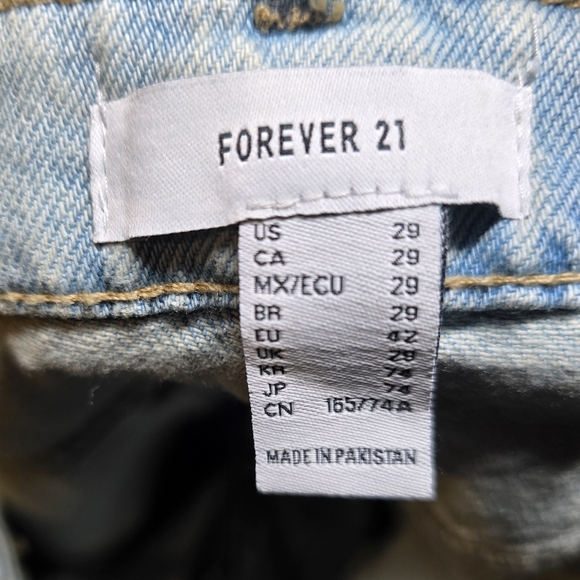 FOREVER 21
US 29
CA 29
MX/ECU 29
BR 29
EU 42
UK 29
KR 74
JP 74
CN 165/74A
MADE IN PAKISTAN